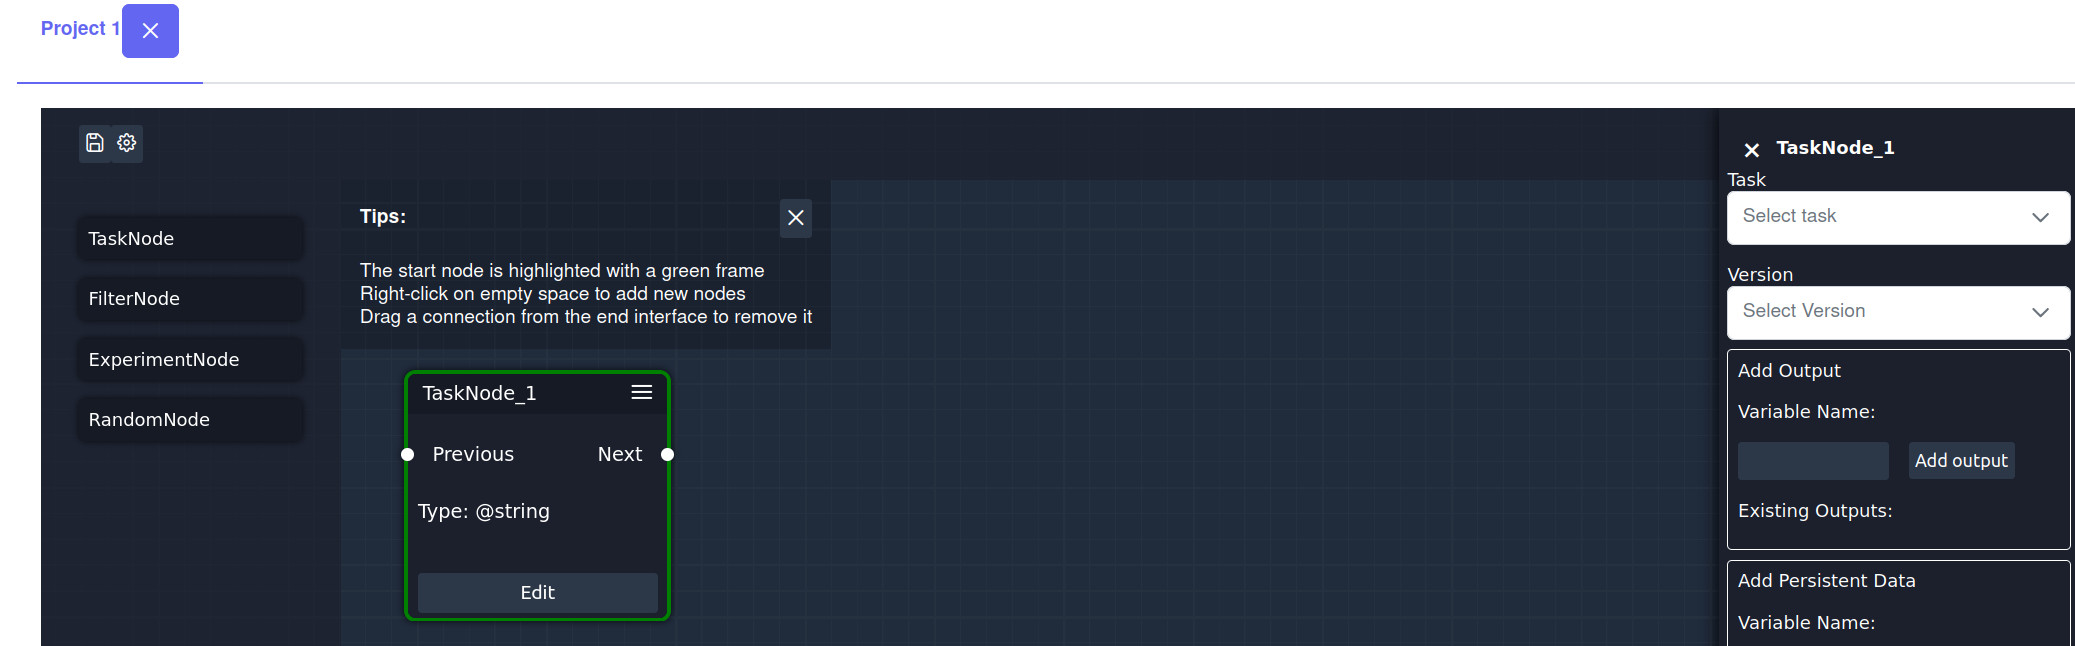 Project 1
TaskNode
FilterNode
ExperimentNode
RandomNode
Tips:
The start node is highlighted with a green frame
Right-click on empty space to add new nodes
Drag a connection from the end interface to remove it
TaskNode_1
Previous Next
Type: @string
Edit
TaskNode_1
Task
Select task
Version
Select Version
Add Output
Variable Name:
Add output
Existing Outputs:
Add Persistent Data
Variable Name: